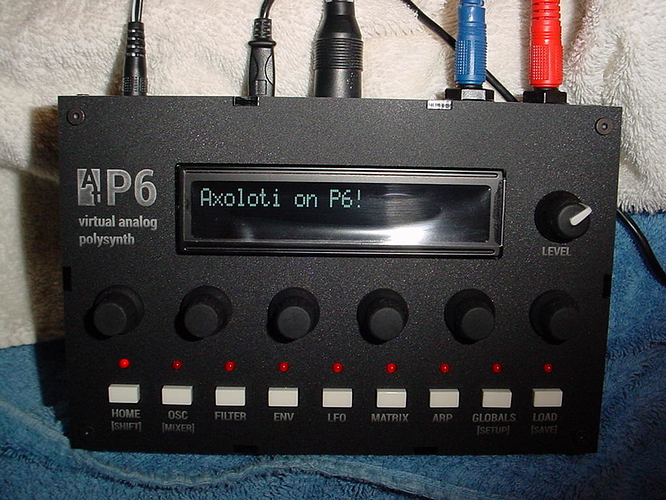 P6
virtual analog
polysynth
Axoloti on P6!
LEVEL
HOME
[SHIFT]
OSC
[MIXER]
FILTER
ENV
LFO
MATRIX
ARP
GLOBALS
[SETUP]
LOAD
[SAVE]